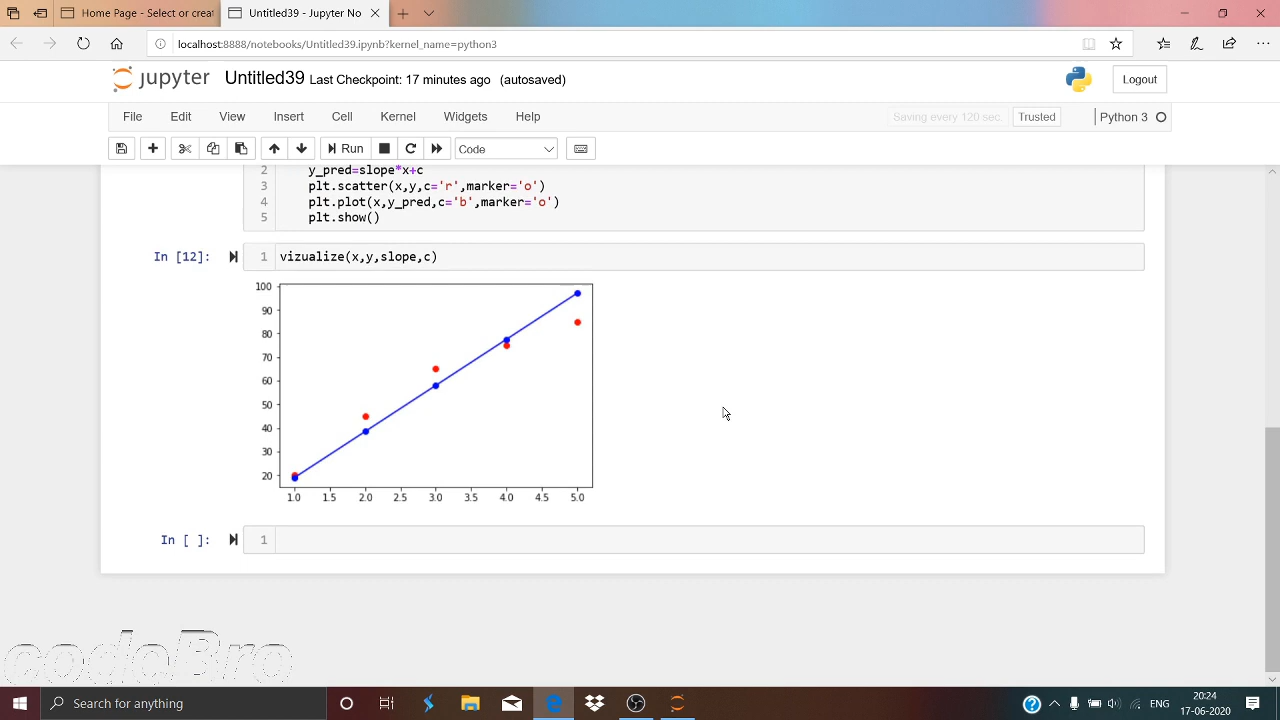 Home Page - Select or creat
Untitled39 - Jupyter No
localhost:8888/notebooks/Untitled39.ipynb?kernel_name=python3
jupyter Untitled39 Last Checkpoint: 17 minutes ago (autosaved)
Logout
File Edit View Insert Cell Kernel Widgets Help
Saving every 120 sec. Trusted Python 3
Run Code
2 y_pred=slope*x+c
3 plt.scatter(x,y,c='r',marker='o')
4 plt.plot(x,y_pred,c='b',marker='o')
5 plt.show()
In [12]: 1 vizualize(x,y,slope,c)
100
90
80
70
60
50
40
30
20
1.0 1.5 2.0 2.5 3.0 3.5 4.0 4.5 5.0
In [ ]: 1
Search for anything
ENG
20:24
17-06-2020